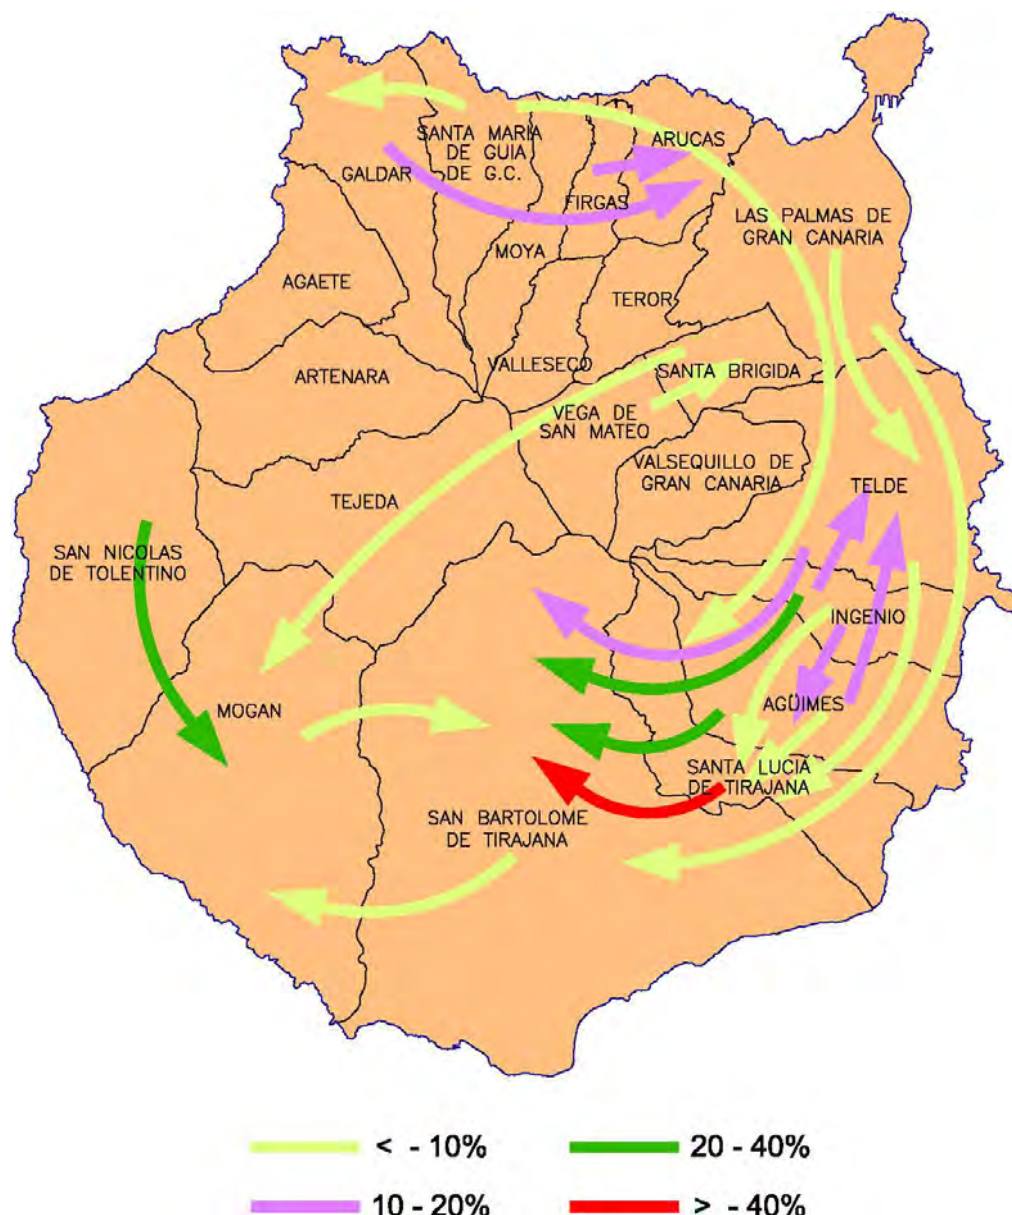 SANTA MARIA
DE GUIA
DE G.C.
ARUCAS
GALDAR
FIRGAS
LAS PALMAS DE
GRAN CANARIA
MOYA
AGAETE
TEROR
VALLESECO
SANTA BRIGIDA
ARTENARA
VEGA DE
SAN MATEO
VALSEQUILLO DE
GRAN CANARIA
TELDE
TEJEDA
SAN NICOLAS
DE TOLENTINO
INGENIO
MOGAN
AGÜIMES
SANTA LUCIA
DE TIRAJANA
SAN BARTOLOME
DE TIRAJANA
< - 10%
20 - 40%
10 - 20%
> - 40%